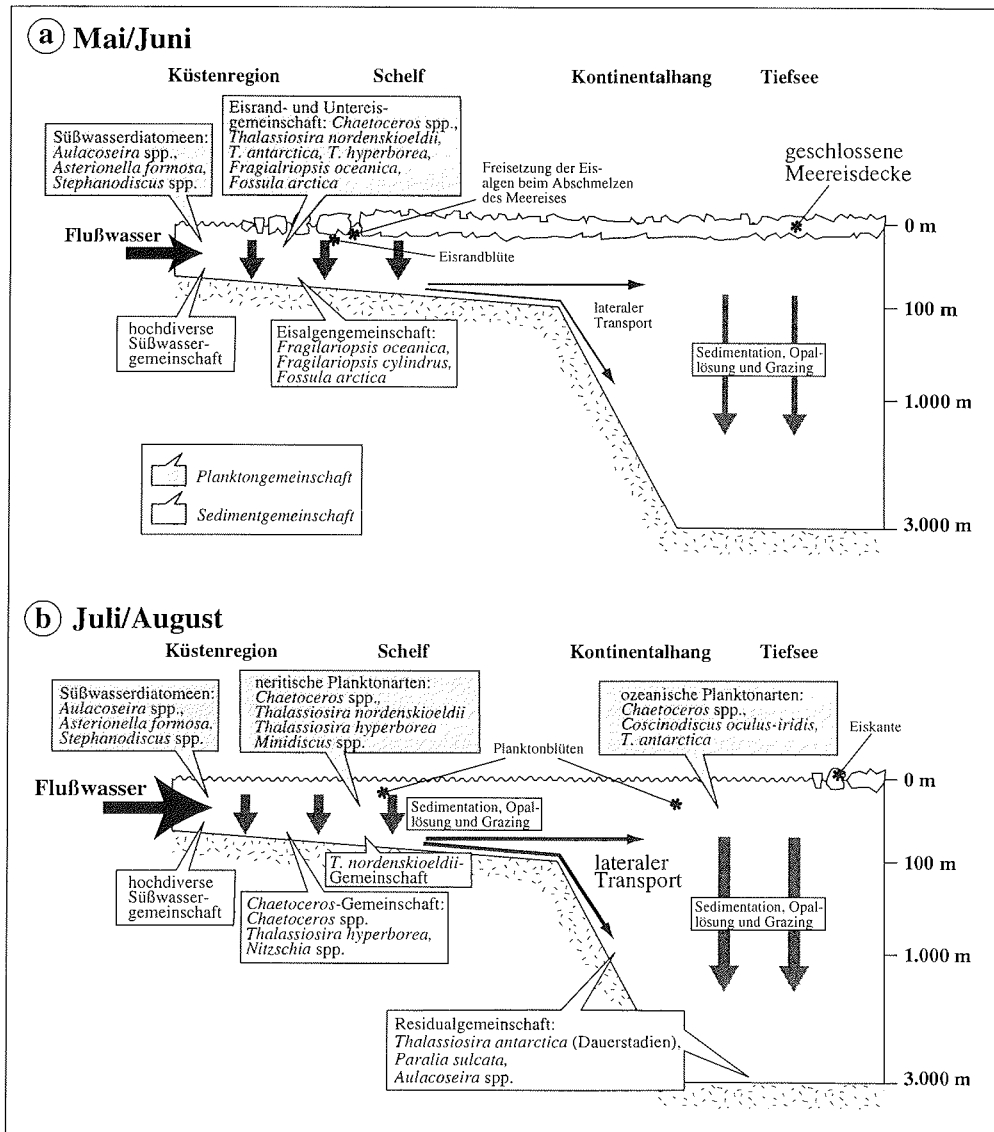 a Mai/Juni
Küstenregion Schelf Kontinentalhang Tiefsee
Süßwasserdiatomeen:
Aulacoseira spp.,
Asterionella formosa,
Stephanodiscus spp.
Eisrand- und Untereis-
gemeinschaft: Chaetoceros spp.,
Thalassiosira nordenskioeldii,
T. antarctica, T. hyperborea,
Fragialriopsis oceanica,
Fossula arctica
Freisetzung der Eis-
algen beim Abschmelzen
des Meereises
geschlossene
Meereisdecke
0 m
Flußwasser
Eisrandblüte
lateraler
Transport
100 m
hochdiverse
Süßwasser-
gemeinschaft
Eisalgengemeinschaft:
Fragilariopsis oceanica,
Fragilariopsis cylindrus,
Fossula arctica
Sedimentation, Opal-
lösung und Grazing
1.000 m
Planktongemeinschaft
Sedimentgemeinschaft
3.000 m
b Juli/August
Küstenregion Schelf Kontinentalhang Tiefsee
Süßwasserdiatomeen:
Aulacoseira spp.,
Asterionella formosa,
Stephanodiscus spp.
neritische Planktonarten:
Chaetoceros spp.,
Thalassiosira nordenskioeldii
Thalassiosira hyperborea
Minidiscus spp.
Planktonblüten
ozeanische Planktonarten:
Chaetoceros spp.,
Coscinodiscus oculus-iridis,
T. antarctica
Eiskante
0 m
Flußwasser
Sedimentation, Opal-
lösung und Grazing
lateraler
Transport
100 m
hochdiverse
Süßwasser-
gemeinschaft
T. nordenskioeldii-
Gemeinschaft
Chaetoceros-Gemeinschaft:
Chaetoceros spp.
Thalassiosira hyperborea,
Nitzschia spp.
Sedimentation, Opal-
lösung und Grazing
1.000 m
Residualgemeinschaft:
Thalassiosira antarctica (Dauerstadien),
Paralia sulcata,
Aulacoseira spp.
3.000 m